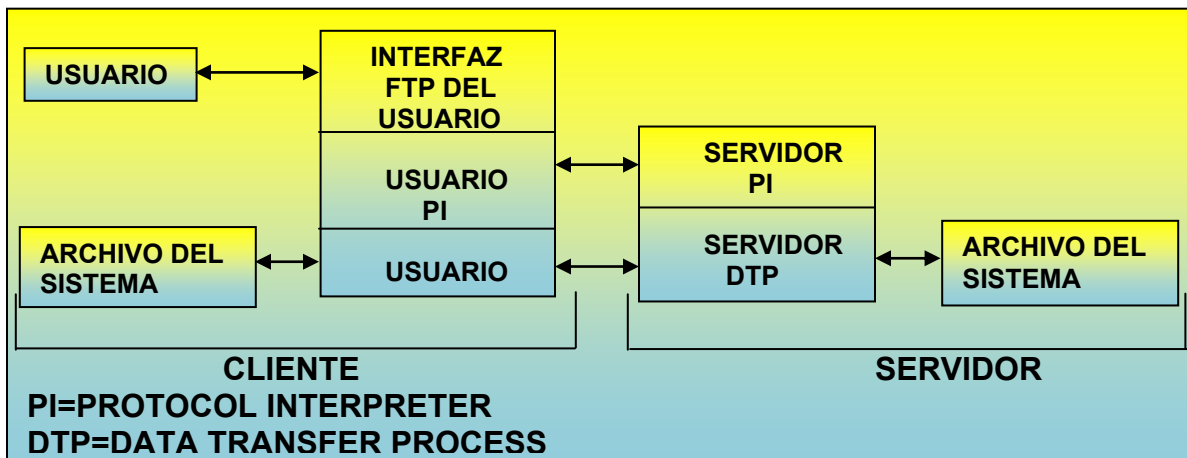 USUARIO
INTERFAZ
FTP DEL
USUARIO
USUARIO
PI
USUARIO
ARCHIVO DEL
SISTEMA
SERVIDOR
PI
SERVIDOR
DTP
ARCHIVO DEL
SISTEMA
CLIENTE
SERVIDOR
PI=PROTOCOL INTERPRETER
DTP=DATA TRANSFER PROCESS